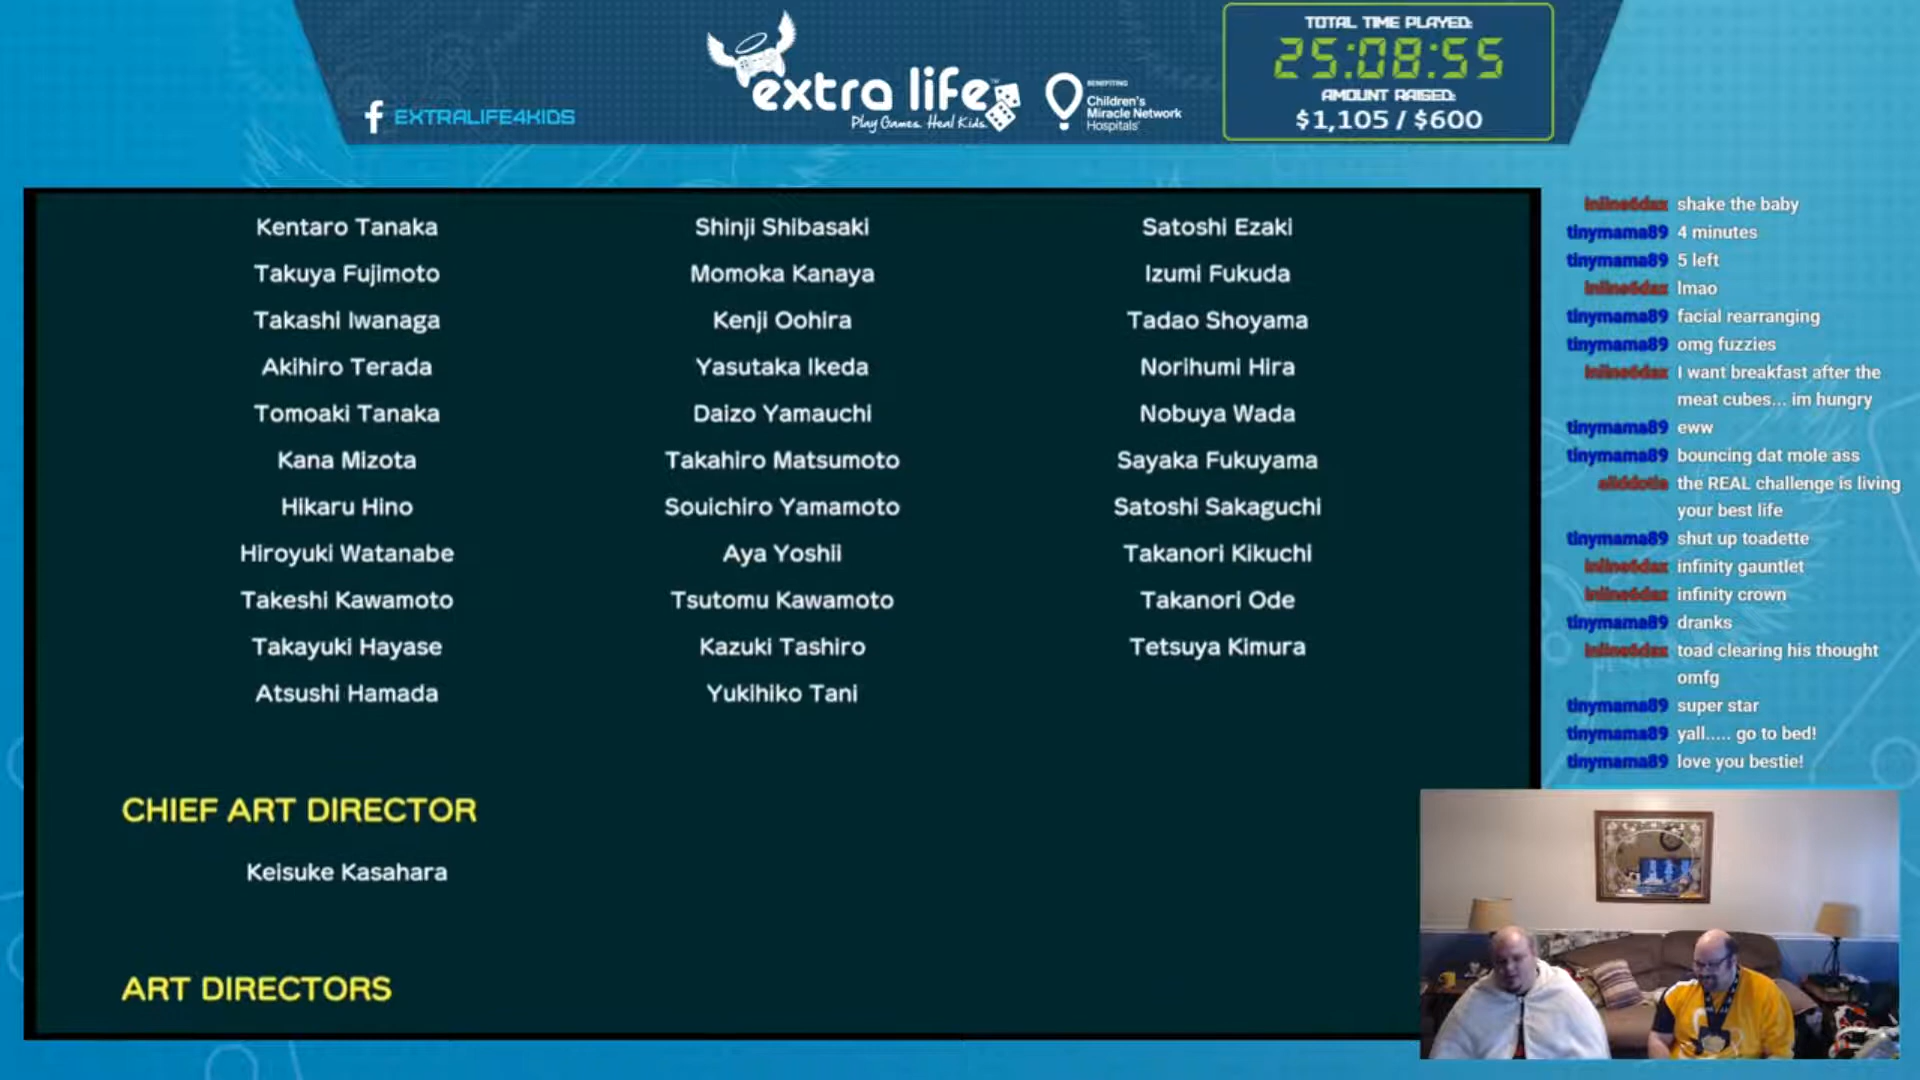 EXTRALIFE4KIDS
extra life
Play Games. Heal Kids.
BENEFITING
Children's
Miracle Network
Hospitals
TOTAL TIME PLAYED:
25:08:55
AMOUNT RAISED:
$1,105 / $600
Kentaro Tanaka Shinji Shibasaki Satoshi Ezaki
Takuya Fujimoto Momoka Kanaya Izumi Fukuda
Takashi Iwanaga Kenji Oohira Tadao Shoyama
Akihiro Terada Yasutaka Ikeda Norihumi Hira
Tomoaki Tanaka Daizo Yamauchi Nobuya Wada
Kana Mizota Takahiro Matsumoto Sayaka Fukuyama
Hikaru Hino Souichiro Yamamoto Satoshi Sakaguchi
Hiroyuki Watanabe Aya Yoshii Takanori Kikuchi
Takeshi Kawamoto Tsutomu Kawamoto Takanori Ode
Takayuki Hayase Kazuki Tashiro Tetsuya Kimura
Atsushi Hamada Yukihiko Tani
CHIEF ART DIRECTOR
Keisuke Kasahara
ART DIRECTORS
shake the baby
tinymama89 4 minutes
tinymama89 5 left
lmao
tinymama89 facial rearranging
tinymama89 omg fuzzies
I want breakfast after the
meat cubes... im hungry
tinymama89 eww
tinymama89 bouncing dat mole ass
the REAL challenge is living
your best life
tinymama89 shut up toadette
infinity gauntlet
infinity crown
tinymama89 dranks
toad clearing his thought
omfg
tinymama89 super star
tinymama89 yall..... go to bed!
tinymama89 love you bestie!